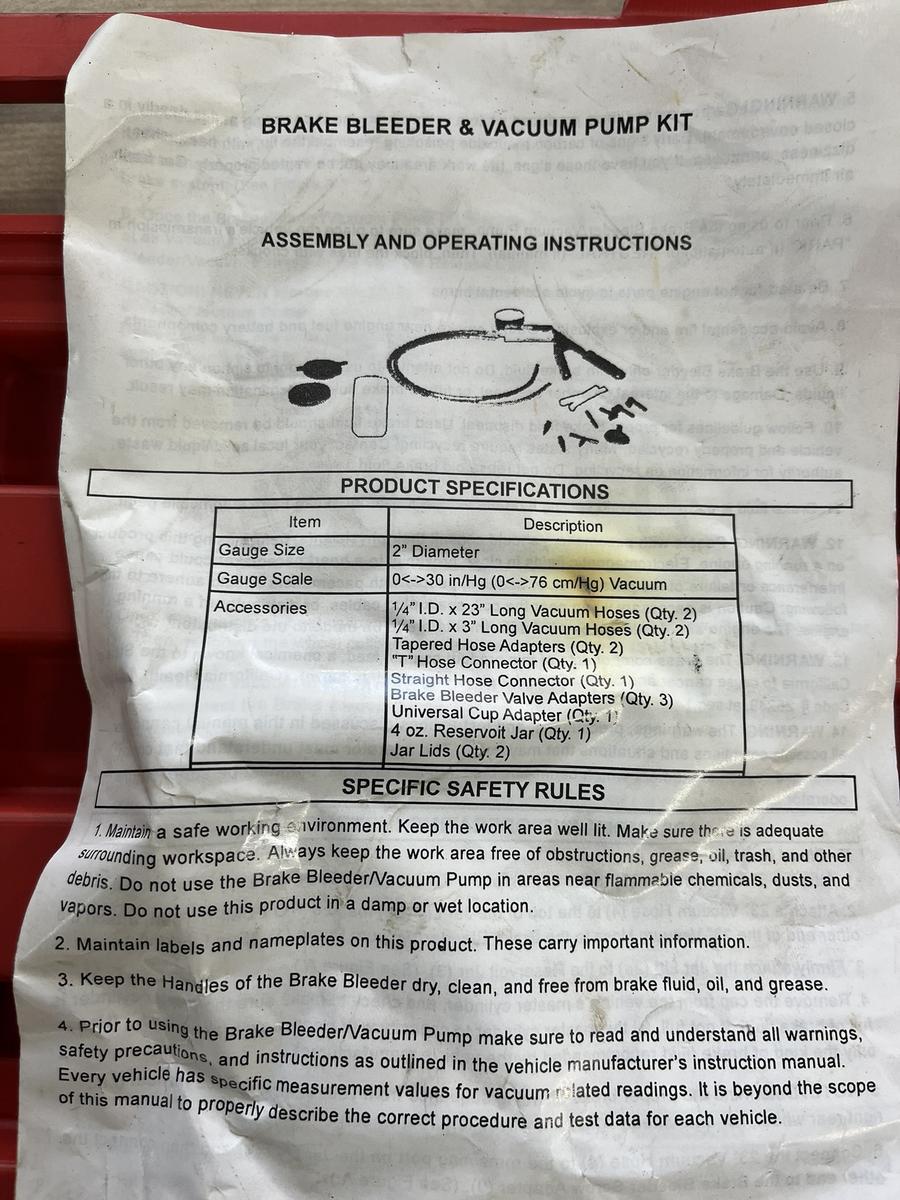 BRAKE BLEEDER & VACUUM PUMP KIT
ASSEMBLY AND OPERATING INSTRUCTIONS
PRODUCT SPECIFICATIONS
Item Description
Gauge Size 2” Diameter
Gauge Scale 0<->30 in/Hg (0<->76 cm/Hg) Vacuum
Accessories 1/4” I.D. x 23” Long Vacuum Hoses (Qty. 2)
1/4” I.D. x 3” Long Vacuum Hoses (Qty. 2)
Tapered Hose Adapters (Qty. 2)
“T” Hose Connector (Qty. 1)
Straight Hose Connector (Qty. 1)
Brake Bleeder Valve Adapters (Qty. 3)
Universal Cup Adapter (Qty. 1)
4 oz. Reservoit Jar (Qty. 1)
Jar Lids (Qty. 2)
SPECIFIC SAFETY RULES
1. Maintain a safe working environment. Keep the work area well lit. Make sure there is adequate
surrounding workspace. Always keep the work area free of obstructions, grease, oil, trash, and other
debris. Do not use the Brake Bleeder/Vacuum Pump in areas near flammable chemicals, dusts, and
vapors. Do not use this product in a damp or wet location.
2. Maintain labels and nameplates on this product. These carry important information.
3. Keep the Handles of the Brake Bleeder dry, clean, and free from brake fluid, oil, and grease.
4. Prior to using the Brake Bleeder/Vacuum Pump make sure to read and understand all warnings,
safety precautions, and instructions as outlined in the vehicle manufacturer’s instruction manual.
Every vehicle has specific measurement values for vacuum related readings. It is beyond the scope
of this manual to properly describe the correct procedure and test data for each vehicle.